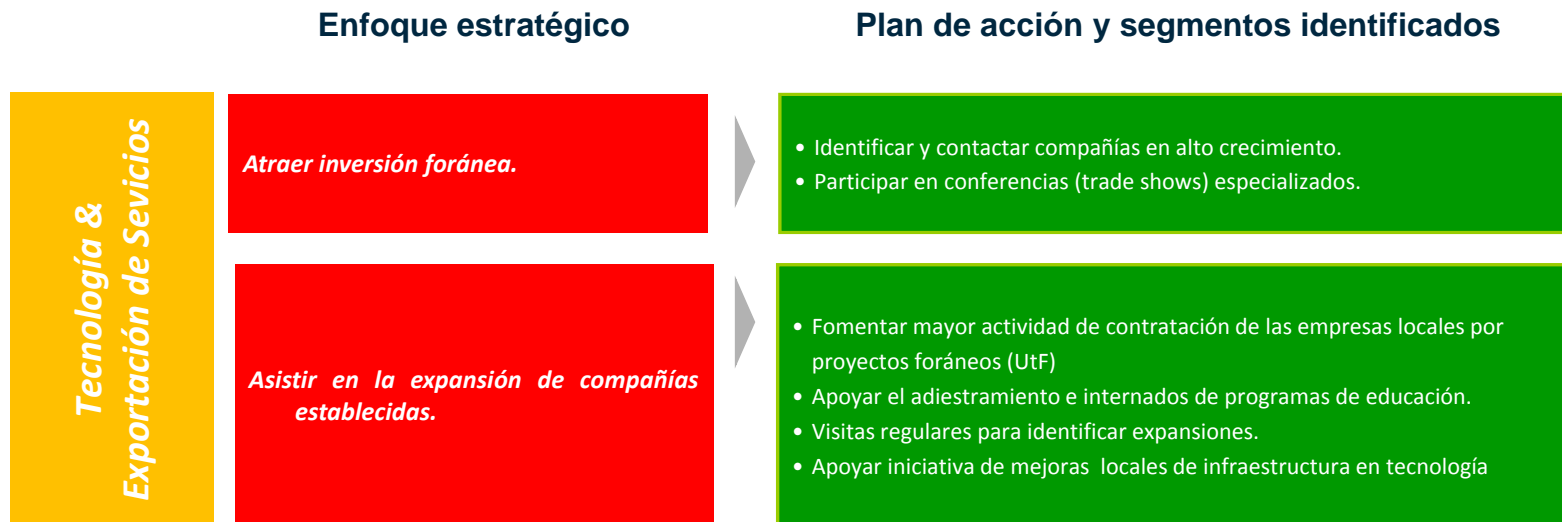 Enfoque estratégico
Plan de acción y segmentos identificados
Tecnología &
Exportación de Sevicios
Atraer inversión foránea.
• Identificar y contactar compañías en alto crecimiento.
• Participar en conferencias (trade shows) especializados.
Asistir en la expansión de compañías
establecidas.
• Fomentar mayor actividad de contratación de las empresas locales por
proyectos foráneos (UtF)
• Apoyar el adiestramiento e internados de programas de educación.
• Visitas regulares para identificar expansiones.
• Apoyar iniciativa de mejoras locales de infraestructura en tecnología